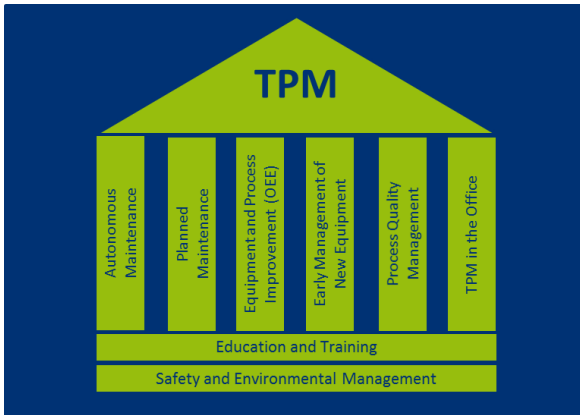 TPM
Autonomous
Maintenance
Planned
Maintenance
Equipment and Process
Improvement (OEE)
Early Management of
New Equipment
Process Quality
Management
TPM in the Office
Education and Training
Safety and Environmental Management